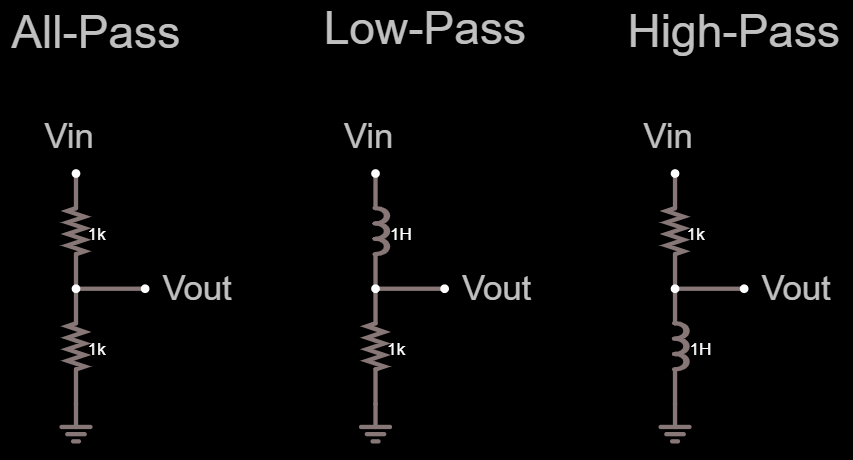 All-Pass
Low-Pass
High-Pass
Vin
Vin
Vin
1k
1H
1k
Vout
Vout
Vout
1k
1k
1H